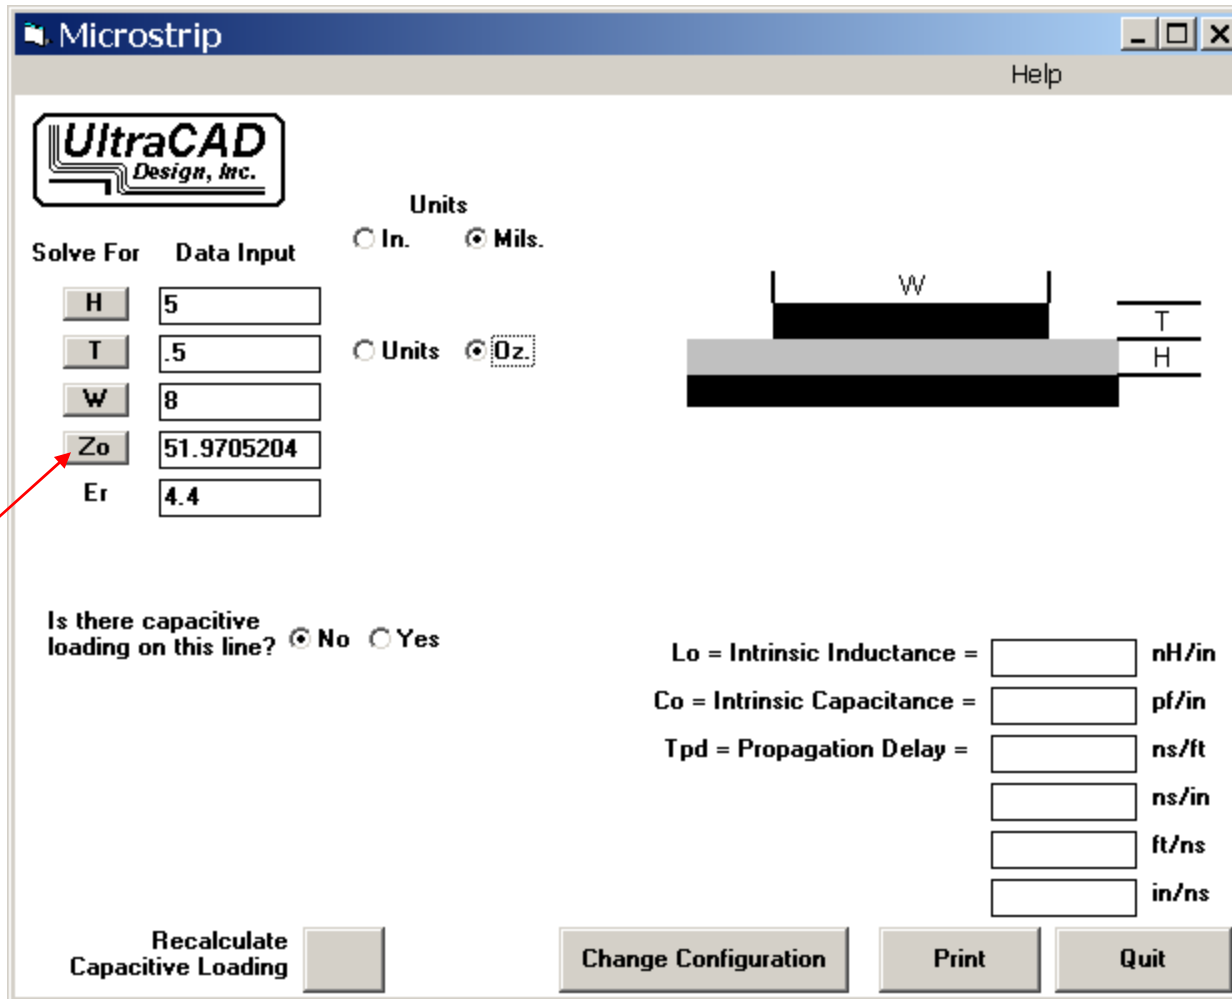 Microstrip
Help
UltraCAD
Design, Inc.
Units
In. Mils.
Solve For Data Input
H 5
T .5 Units Oz.
W 8
Zo 51.9705204
Er 4.4
W
T
H
Is there capacitive
loading on this line? No Yes
Lo = Intrinsic Inductance = nH/in
Co = Intrinsic Capacitance = pf/in
Tpd = Propagation Delay = ns/ft
ns/in
ft/ns
in/ns
Recalculate
Capacitive Loading
Change Configuration Print Quit